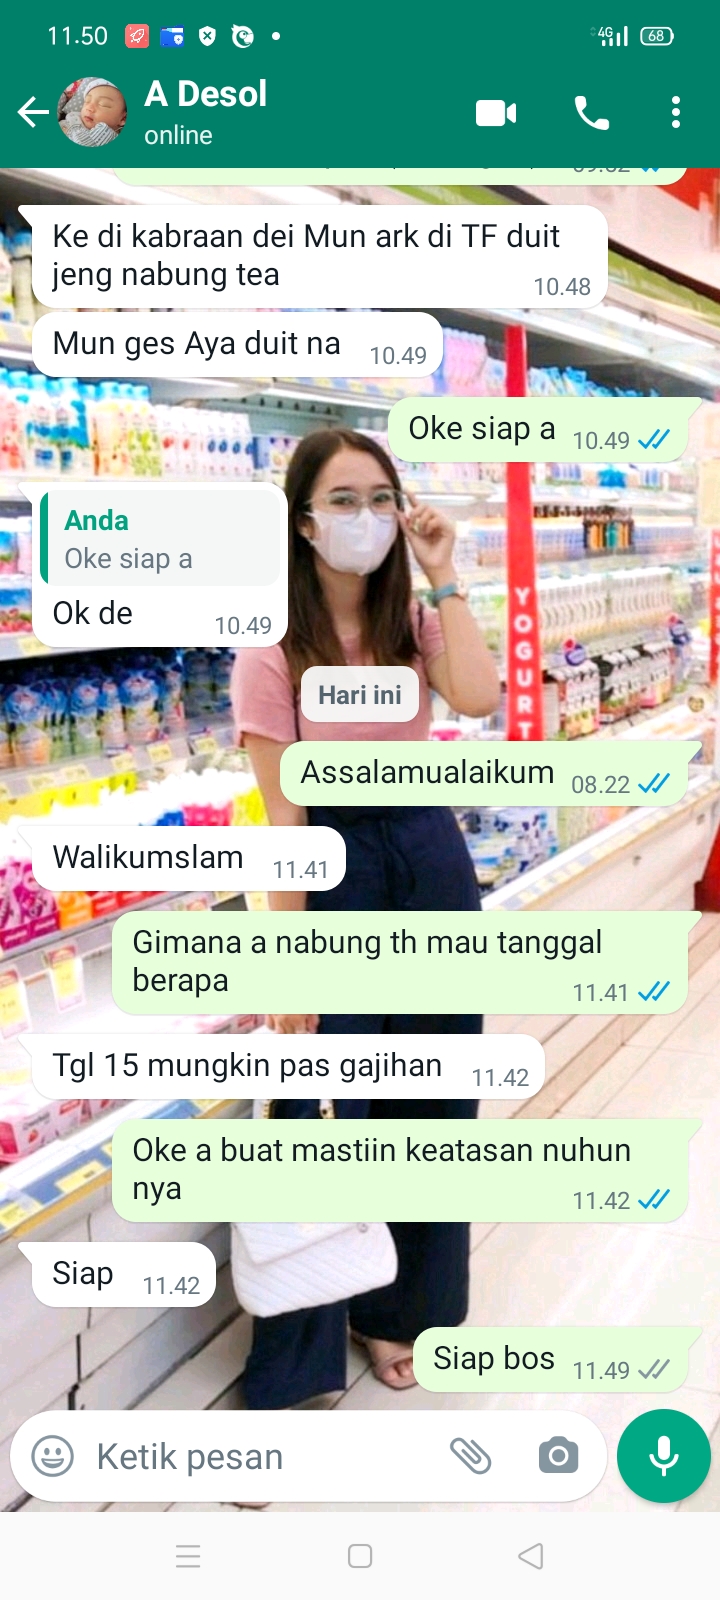 11.50
4G
68
A Desol
online
Ke di kabraan dei Mun ark di TF duit
jeng nabung tea
10.48
Mun ges Aya duit na 10.49
Oke siap a 10.49
Anda
Oke siap a
Ok de 10.49
YOGURT
Hari ini
Assalamualaikum 08.22
Walikumslam 11.41
Gimana a nabung th mau tanggal
berapa
11.41
Tgl 15 mungkin pas gajihan 11.42
Oke a buat mastiin keatasan nuhun
nya
11.42
Siap 11.42
Siap bos 11.49
Ketik pesan